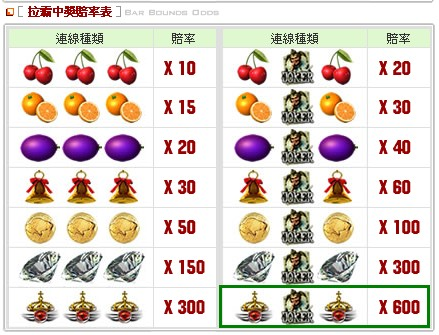 [ 拉霸中獎賠率表 ] BAR BOUNDS ODDS
連線種類 賠率 連線種類 賠率
X 10 JOKER X 20
X 15 JOKER X 30
X 20 JOKER X 40
X 30 JOKER X 60
X 50 JOKER X 100
X 150 JOKER X 300
X 300 JOKER X 600